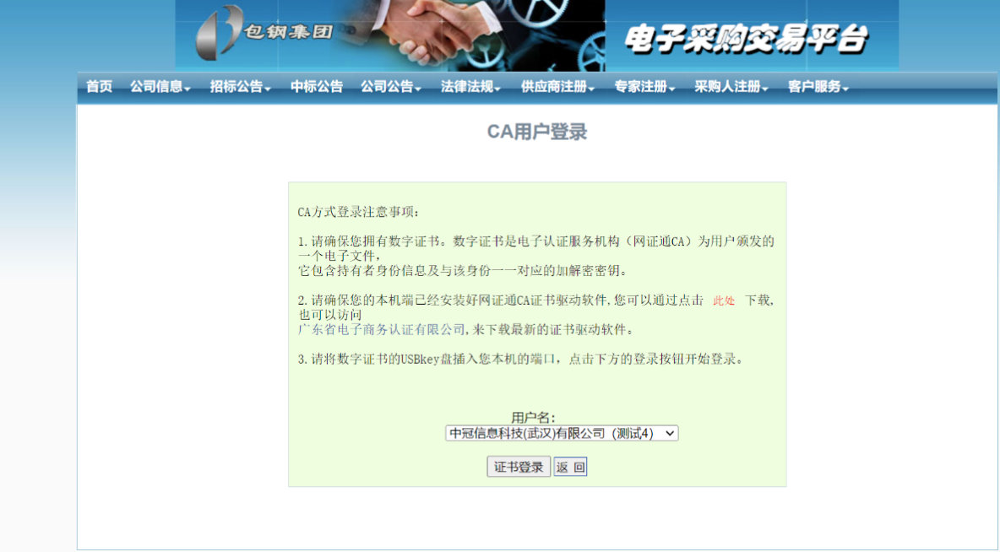 包钢集团
电子采购交易平台
首页 公司信息 招标公告 中标公告 公司公告 法律法规 供应商注册 专家注册 采购人注册 客户服务
CA用户登录
CA方式登录注意事项:
1.请确保您拥有数字证书。数字证书是电子认证服务机构（网证通CA）为用户颁发的
一个电子文件，
它包含持有者身份信息及与该身份一一对应的加解密密钥。
2.请确保您的本机端已经安装好网证通CA证书驱动软件,您可以通过点击 此处 下载,
也可以访问
广东省电子商务认证有限公司,来下载最新的证书驱动软件。
3.请将数字证书的USBkey盘插入您本机的端口，点击下方的登录按钮开始登录。
用户名：
中冠信息科技(武汉)有限公司（测试4）
证书登录 返 回